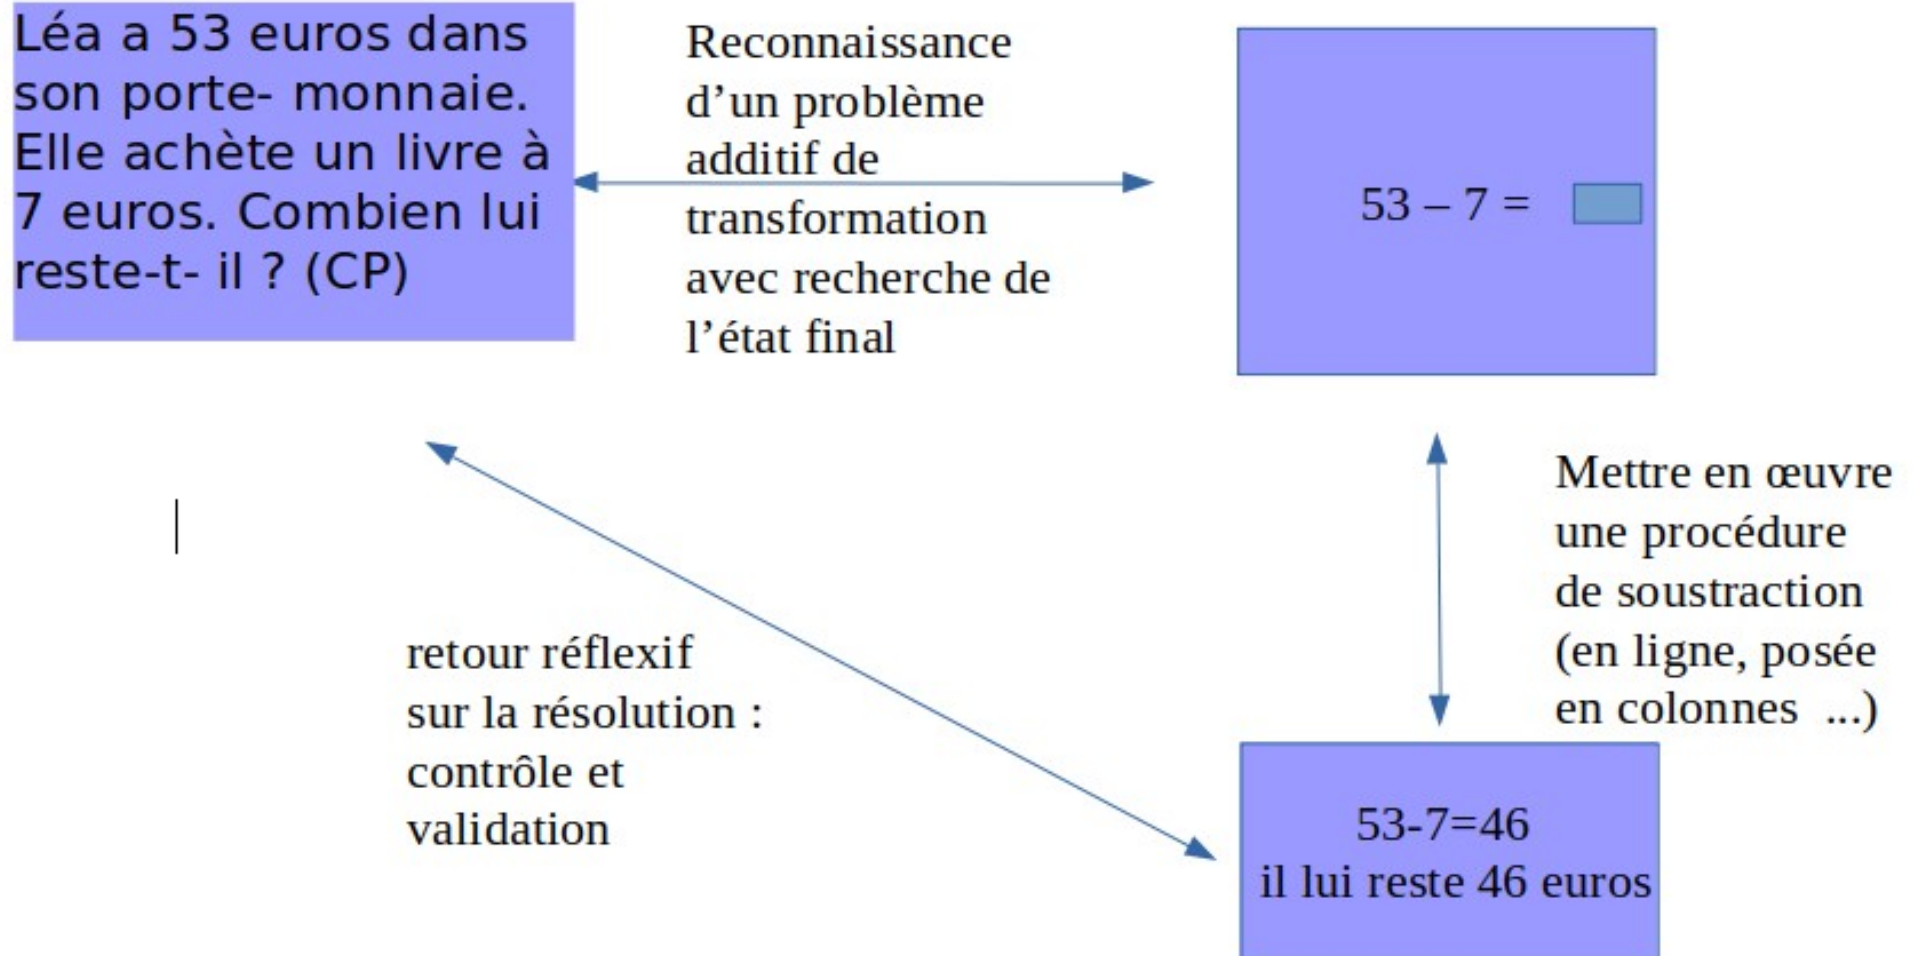 Léa a 53 euros dans
son porte- monnaie.
Elle achète un livre à
7 euros. Combien lui
reste-t- il ? (CP)
Reconnaissance
d’un problème
additif de
transformation
avec recherche de
l’état final
53 – 7 =
Mettre en œuvre
une procédure
de soustraction
(en ligne, posée
en colonnes ...)
retour réflexif
sur la résolution :
contrôle et
validation
53-7=46
il lui reste 46 euros